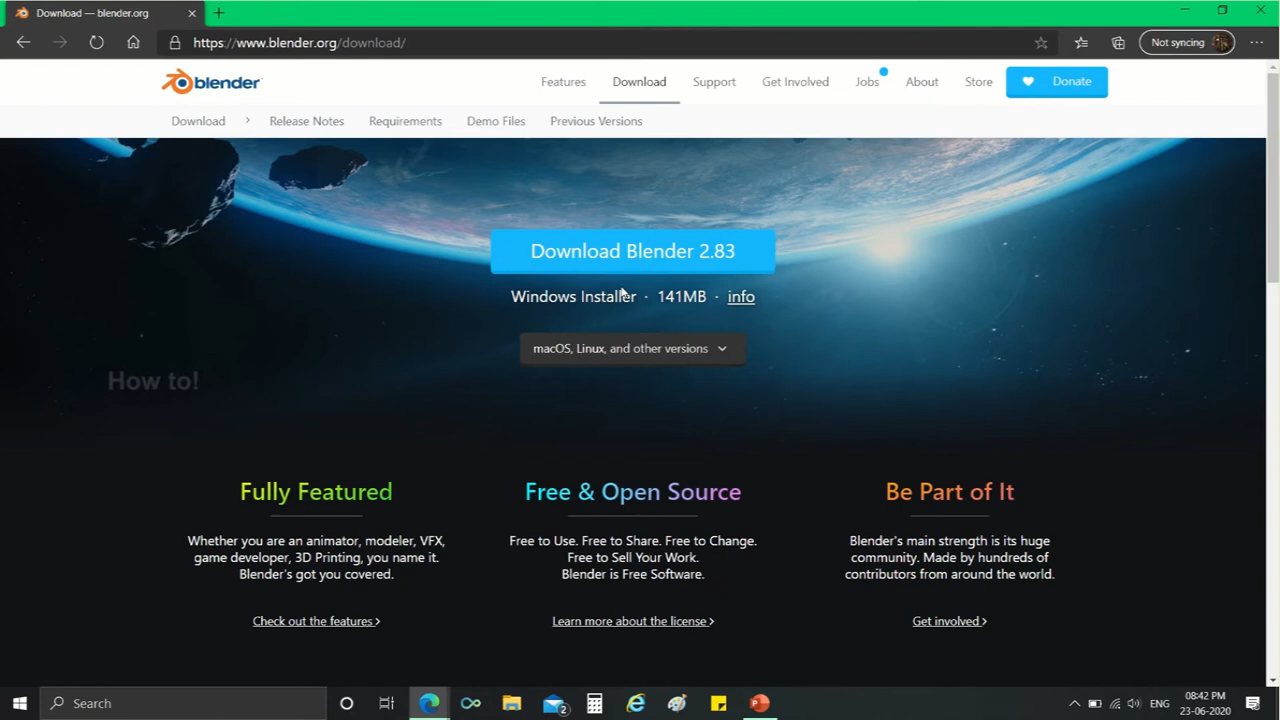 Download — blender.org
https://www.blender.org/download/
Not syncing
blender
Features
Download
Support
Get Involved
Jobs
About
Store
Donate
Download
Release Notes
Requirements
Demo Files
Previous Versions
Download Blender 2.83
Windows Installer · 141MB · info
macOS, Linux, and other versions
How to!
Fully Featured
Whether you are an animator, modeler, VFX,
game developer, 3D Printing, you name it.
Blender's got you covered.
Check out the features
Free & Open Source
Free to Use. Free to Share. Free to Change.
Free to Sell Your Work.
Blender is Free Software.
Learn more about the license
Be Part of It
Blender's main strength is its huge
community. Made by hundreds of
contributors from around the world.
Get involved
Search
2
ENG
08:42 PM
23-06-2020